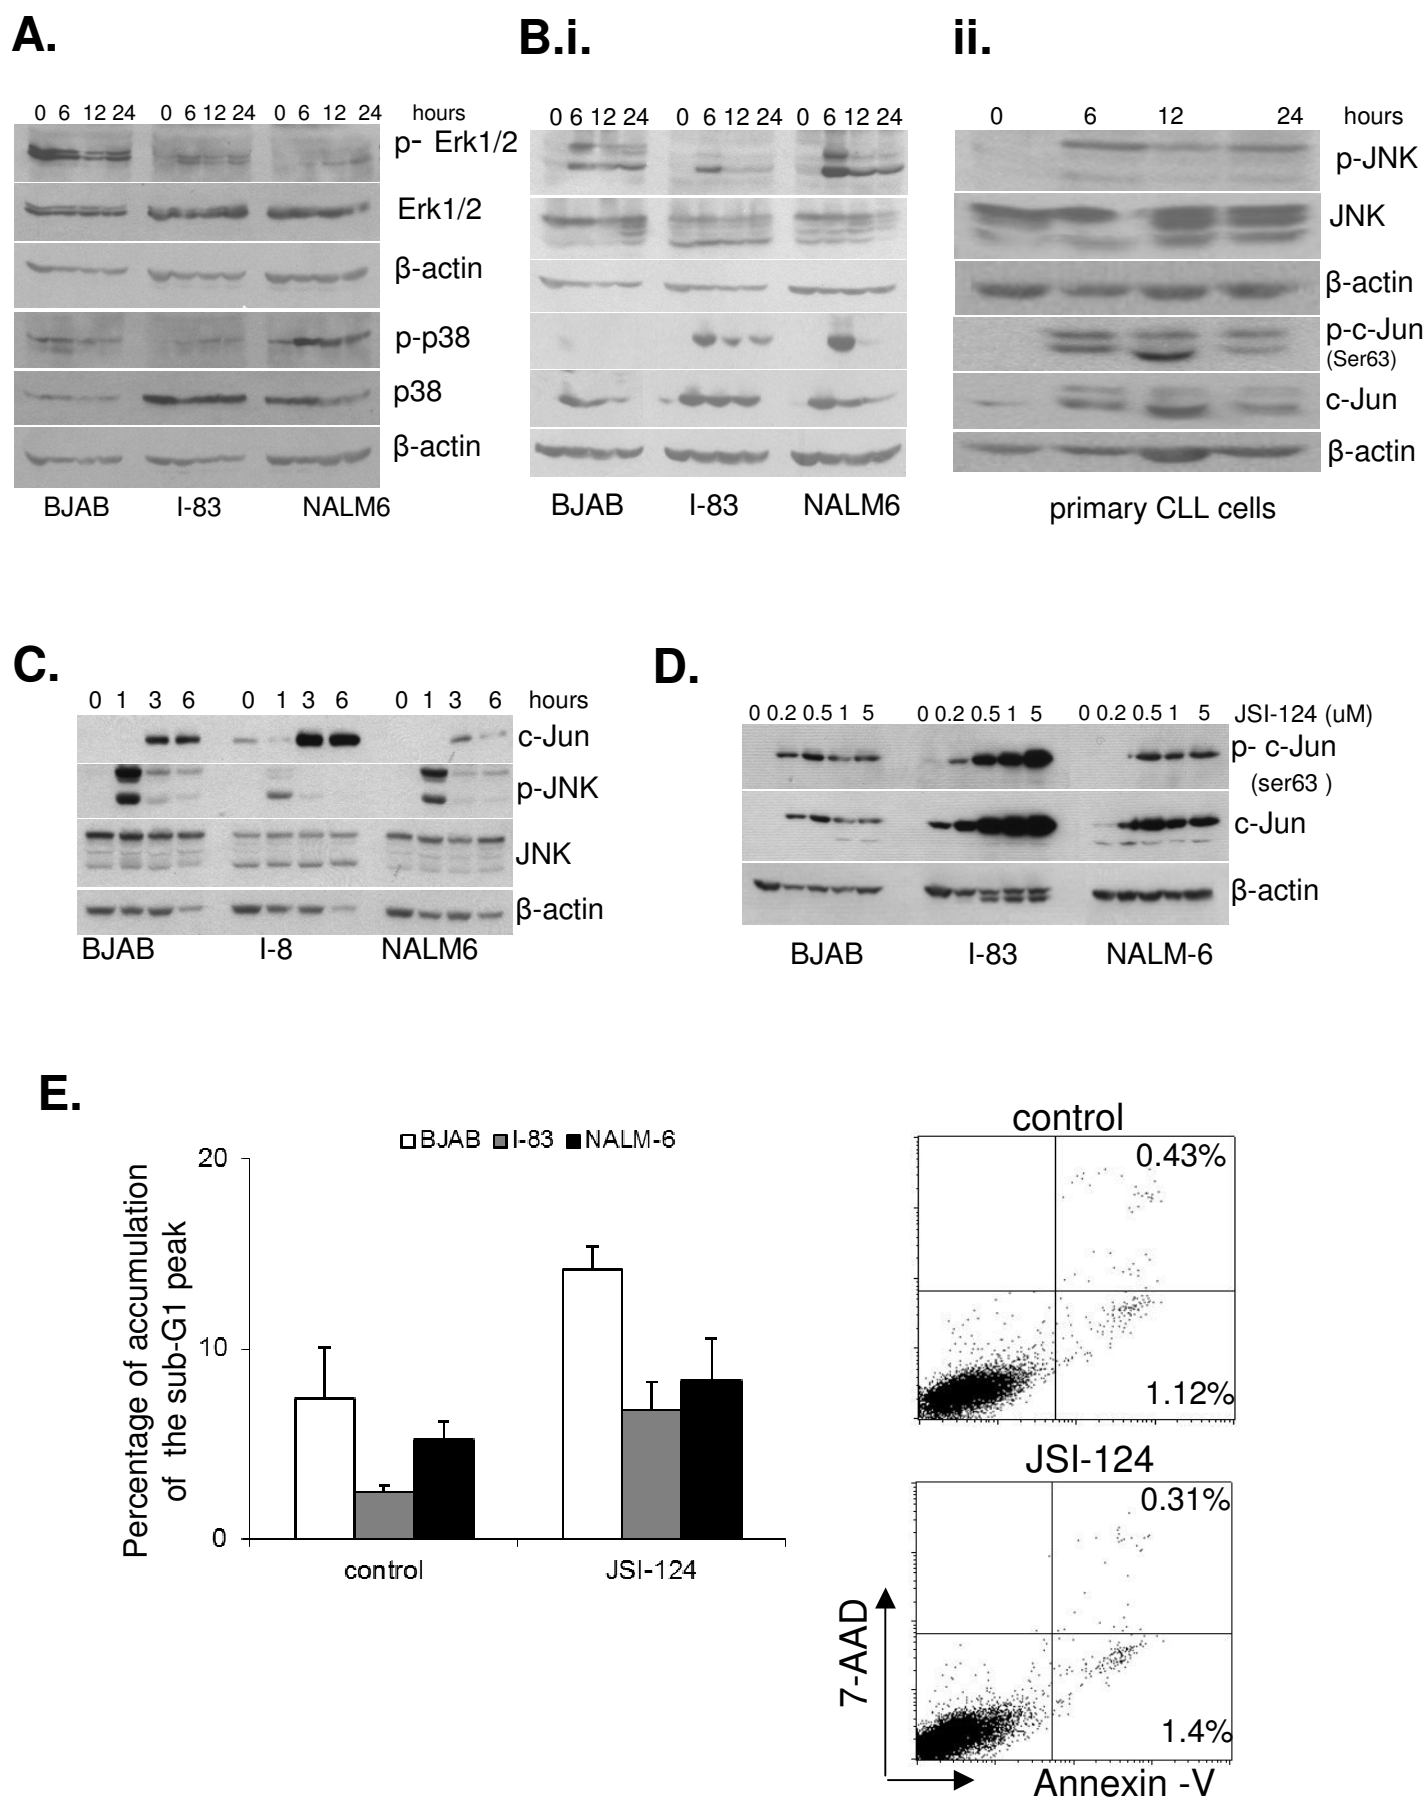 A.
B.i.
ii.
0 6 12 24 0 6 12 24 0 6 12 24 hours
p- Erk1/2
Erk1/2
β-actin
p-p38
p38
β-actin
BJAB I-83 NALM6
0 6 12 24 0 6 12 24 0 6 12 24
BJAB I-83 NALM6
0 6 12 24 hours
p-JNK
JNK
β-actin
p-c-Jun
(Ser63)
c-Jun
β-actin
primary CLL cells
C.
0 1 3 6 0 1 3 6 0 1 3 6 hours
c-Jun
p-JNK
JNK
β-actin
BJAB I-8 NALM6
D.
0 0.2 0.5 1 5 0 0.2 0.5 1 5 0 0.2 0.5 1 5 JSI-124 (uM)
p- c-Jun
(ser63 )
c-Jun
β-actin
BJAB I-83 NALM-6
E.
BJAB I-83 NALM-6
Percentage of accumulation
of the sub-G1 peak
20
10
0
control JSI-124
control
0.43%
1.12%
JSI-124
0.31%
1.4%
7-AAD
Annexin -V